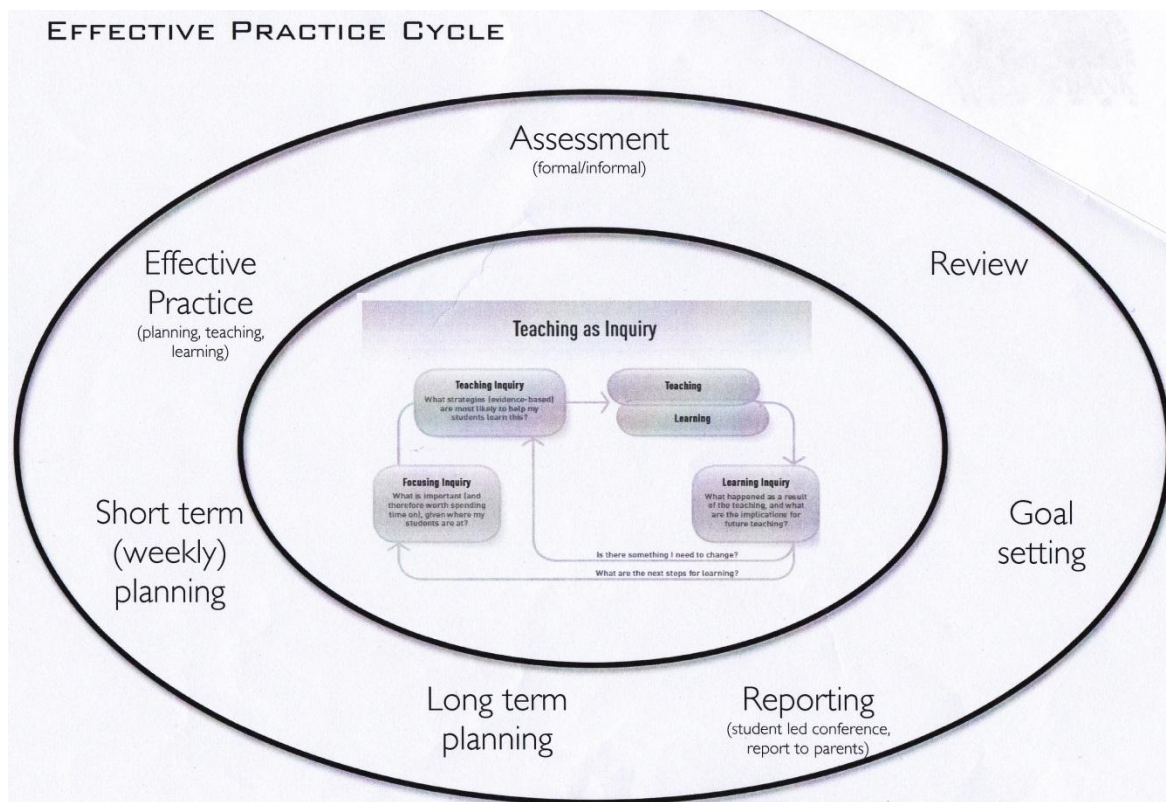 EFFECTIVE PRACTICE CYCLE
Assessment
(formal/informal)
Review
Goal
setting
Reporting
(student led conference,
report to parents)
Long term
planning
Short term
(weekly)
planning
Effective
Practice
(planning, teaching,
learning)
Teaching as Inquiry
Teaching Inquiry
What strategies (evidence-based)
are most likely to help my
students learn this?
Teaching
Learning
Focusing Inquiry
What is important (and
therefore worth spending
time on), given where my
students are at?
Learning Inquiry
What happened as a result
of the teaching, and what
are the implications for
future teaching?
Is there something I need to change?
What are the next steps for learning?